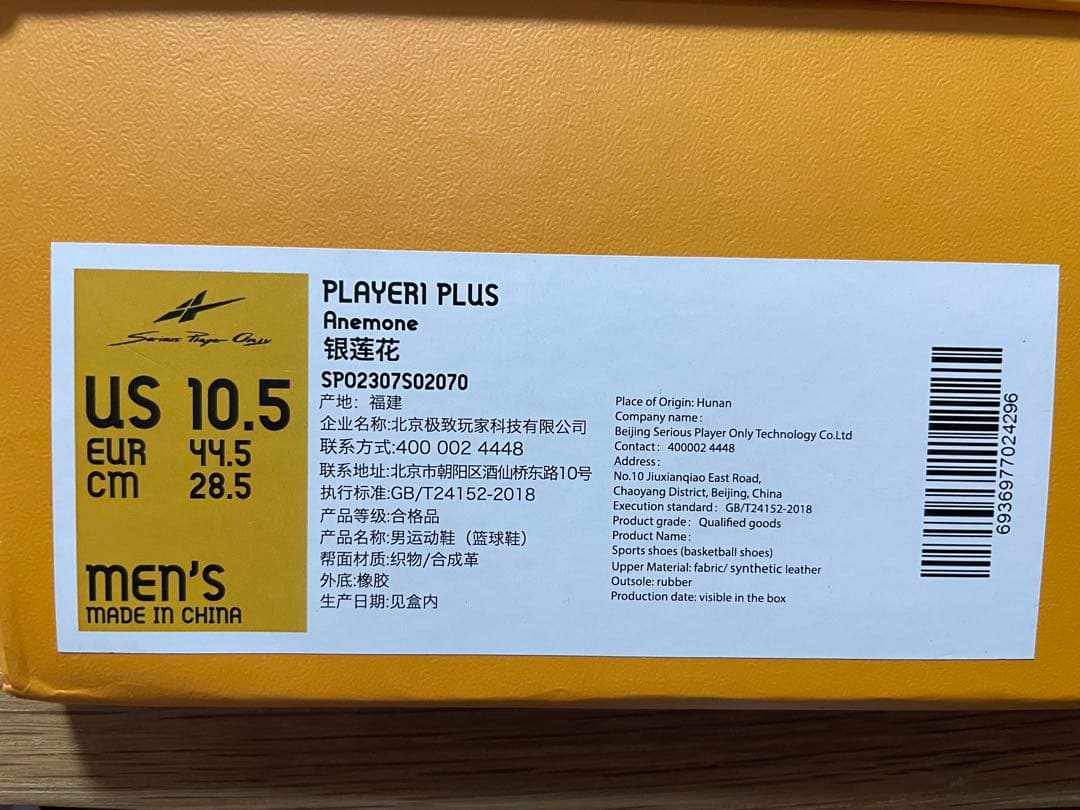 Serious Player Only
US 10.5
EUR 44.5
CM 28.5
MEN'S
MADE IN CHINA
PLAYER1 PLUS
Anemone
银莲花
SP02307S02070
产地：福建
企业名称:北京极致玩家科技有限公司
联系方式:400 002 4448
联系地址:北京市朝阳区酒仙桥东路10号
执行标准:GB/T24152-2018
产品等级:合格品
产品名称:男运动鞋（篮球鞋）
帮面材质:织物/合成革
外底:橡胶
生产日期:见盒内
Place of Origin: Hunan
Company name :
Beijing Serious Player Only Technology Co.Ltd
Contact : 400002 4448
Address :
No.10 Jiuxianqiao East Road,
Chaoyang District, Beijing, China
Execution standard : GB/T24152-2018
Product grade : Qualified goods
Product Name :
Sports shoes (basketball shoes)
Upper Material: fabric/ synthetic leather
Outsole: rubber
Production date: visible in the box
6936977024296